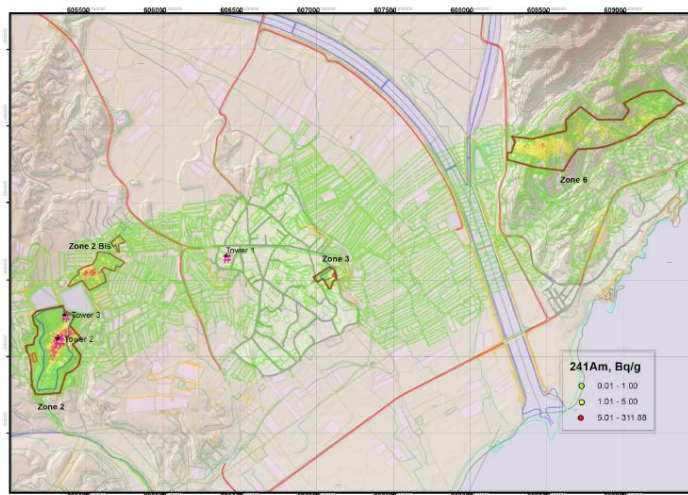 605500 606000 606500 607000 607500 608000 608500 609000
Zone 6
Zone 2 Bis
Tower 1
Zone 3
Tower 3
Tower 2
Zone 2
241Am, Bq/g
0.01 - 1.00
1.01 - 5.00
5.01 - 311.88